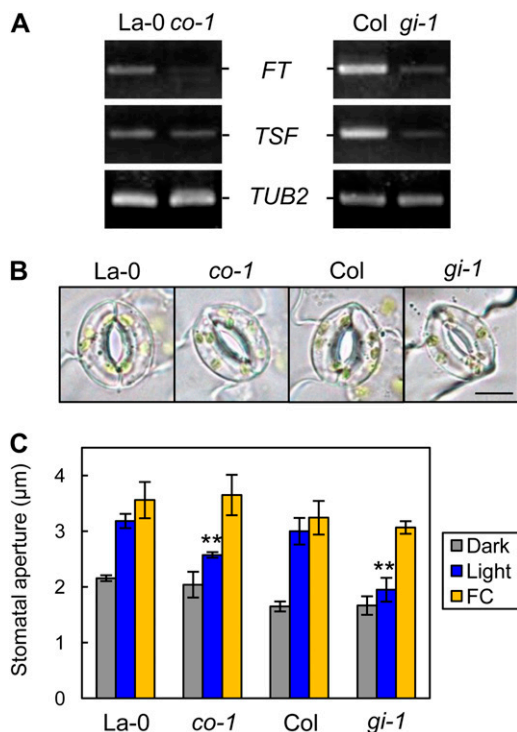 A
La-0 co-1 Col gi-1
FT
TSF
TUB2
B
La-0 co-1 Col gi-1
C
Stomatal aperture (µm)
4
3
2
1
0
** **
Dark
Light
FC
La-0 co-1 Col gi-1